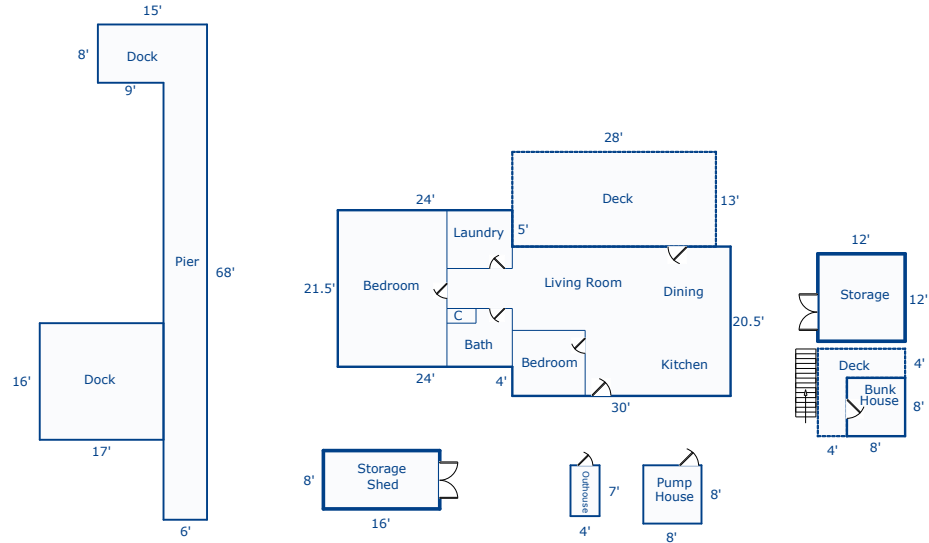 15'
8'
Dock
9'
Pier
68'
16'
Dock
17'
6'
28'
Deck
13'
24'
5'
Laundry
21.5'
Bedroom
Living Room
Dining
20.5'
C
Bath
Bedroom
Kitchen
24'
4'
30'
12'
Storage
12'
Deck
4'
Bunk
House
8'
4'
8'
8'
Storage
Shed
16'
Outhouse
7'
4'
Pump
House
8'
8'